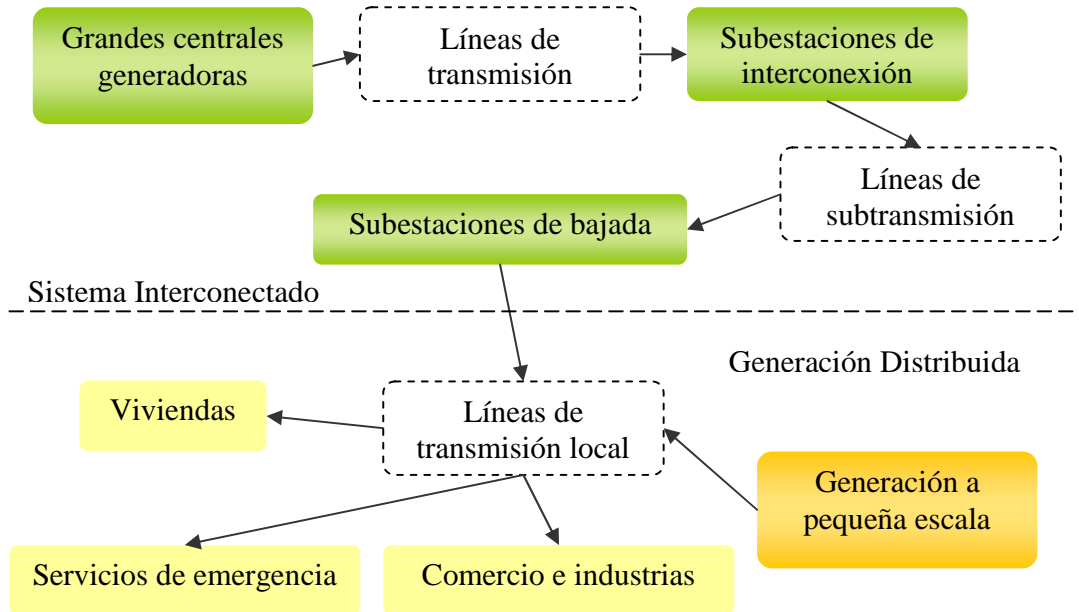 Grandes centrales
generadoras
Líneas de
transmisión
Subestaciones de
interconexión
Líneas de
subtransmisión
Subestaciones de bajada
Sistema Interconectado
Generación Distribuida
Viviendas
Líneas de
transmisión local
Generación a
pequeña escala
Servicios de emergencia
Comercio e industrias